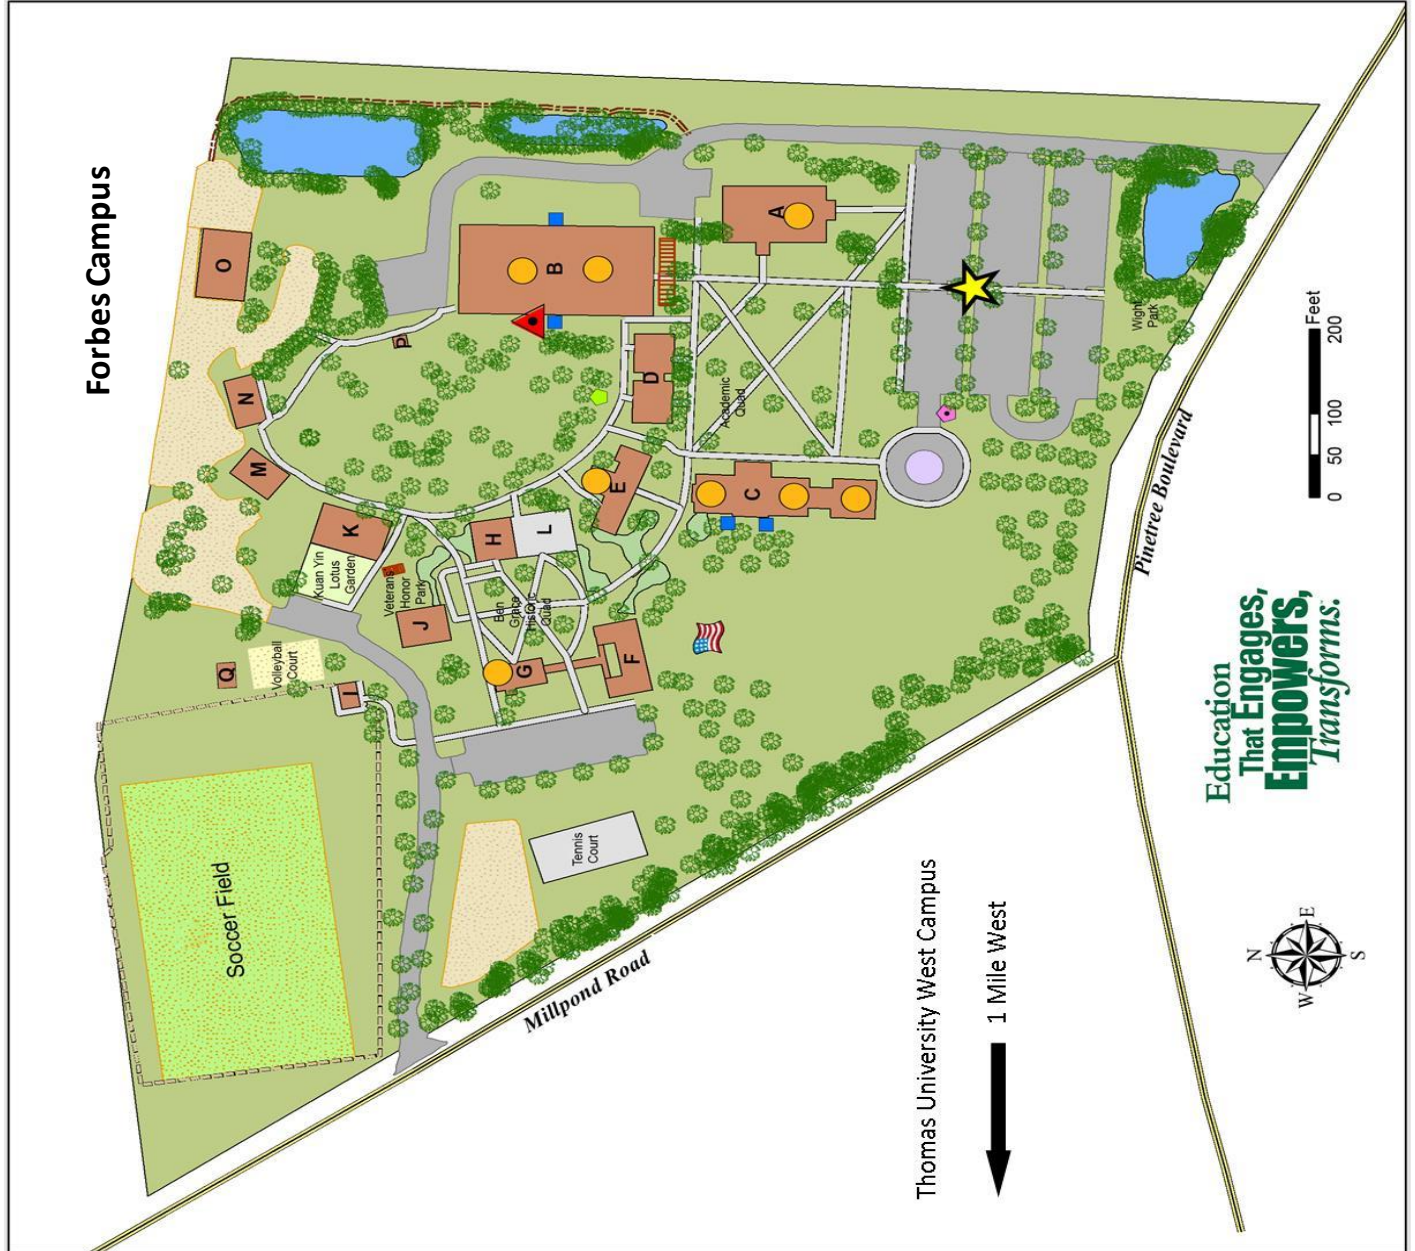 Forbes Campus
O
N
M
P
B
A
D
Academic
Quad
Wight
Park
K
Kuan Yin
Lotus
Garden
Veterans
Honor
Park
H
L
E
C
J
Ben
Grace
Historic
Quad
G
F
Q
Volleyball
Court
I
Soccer Field
Tennis
Court
Millpond Road
Pinetree Boulevard
0 50 100 200
Feet
Education
That Engages,
Empowers,
Transforms.
Thomas University West Campus
1 Mile West
N
W E
S